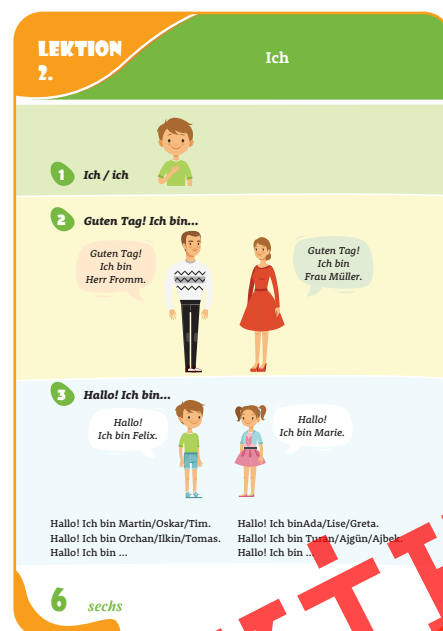 LEKTION
2.
Ich
1 Ich / ich
2 Guten Tag! Ich bin...
Guten Tag!
Ich bin
Herr Fromm.
Guten Tag!
Ich bin
Frau Müller.
3 Hallo! Ich bin...
Hallo!
Ich bin Felix.
Hallo!
Ich bin Marie.
Hallo! Ich bin Martin/Oskar/Tim.
Hallo! Ich bin Orchan/Ilkin/Tomas.
Hallo! Ich bin ...
Hallo! Ich binAda/Lise/Greta.
Hallo! Ich bin Turan/Ajgün/Ajbek.
Hallo! Ich bin ...
6 sechs